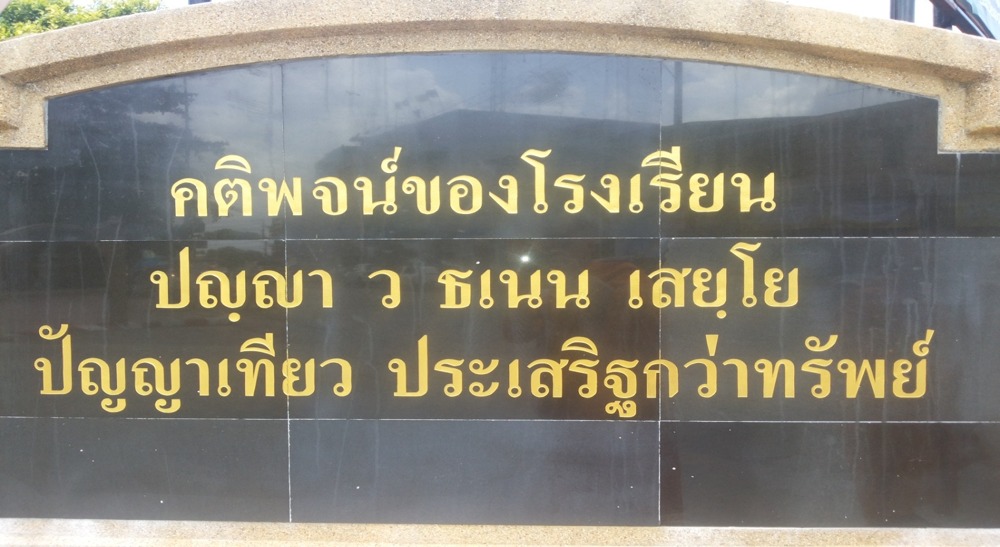 คติพจน์ของโรงเรียน
ปญฺญา ว ธเนน เสยฺโย
ปัญญาเทียว ประเสริฐกว่าทรัพย์